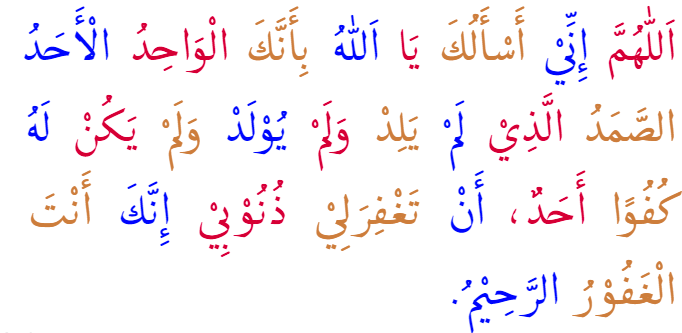 اَللّٰهُمَّ إِنِّيْ أَسْأَلُكَ يَا اَللّٰهُ بِأَنَّكَ الْوَاحِدُ الْأَحَدُ
الصَّمَدُ الَّذِيْ لَمْ يَلِدْ وَلَمْ يُوْلَدْ وَلَمْ يَكُنْ لَهُ
كُفُوًا أَحَدٌ، أَنْ تَغْفِرَلِيْ ذُنُوْبِيْ إِنَّكَ أَنْتَ
الْغَفُوْرُ الرَّحِيْمُ.